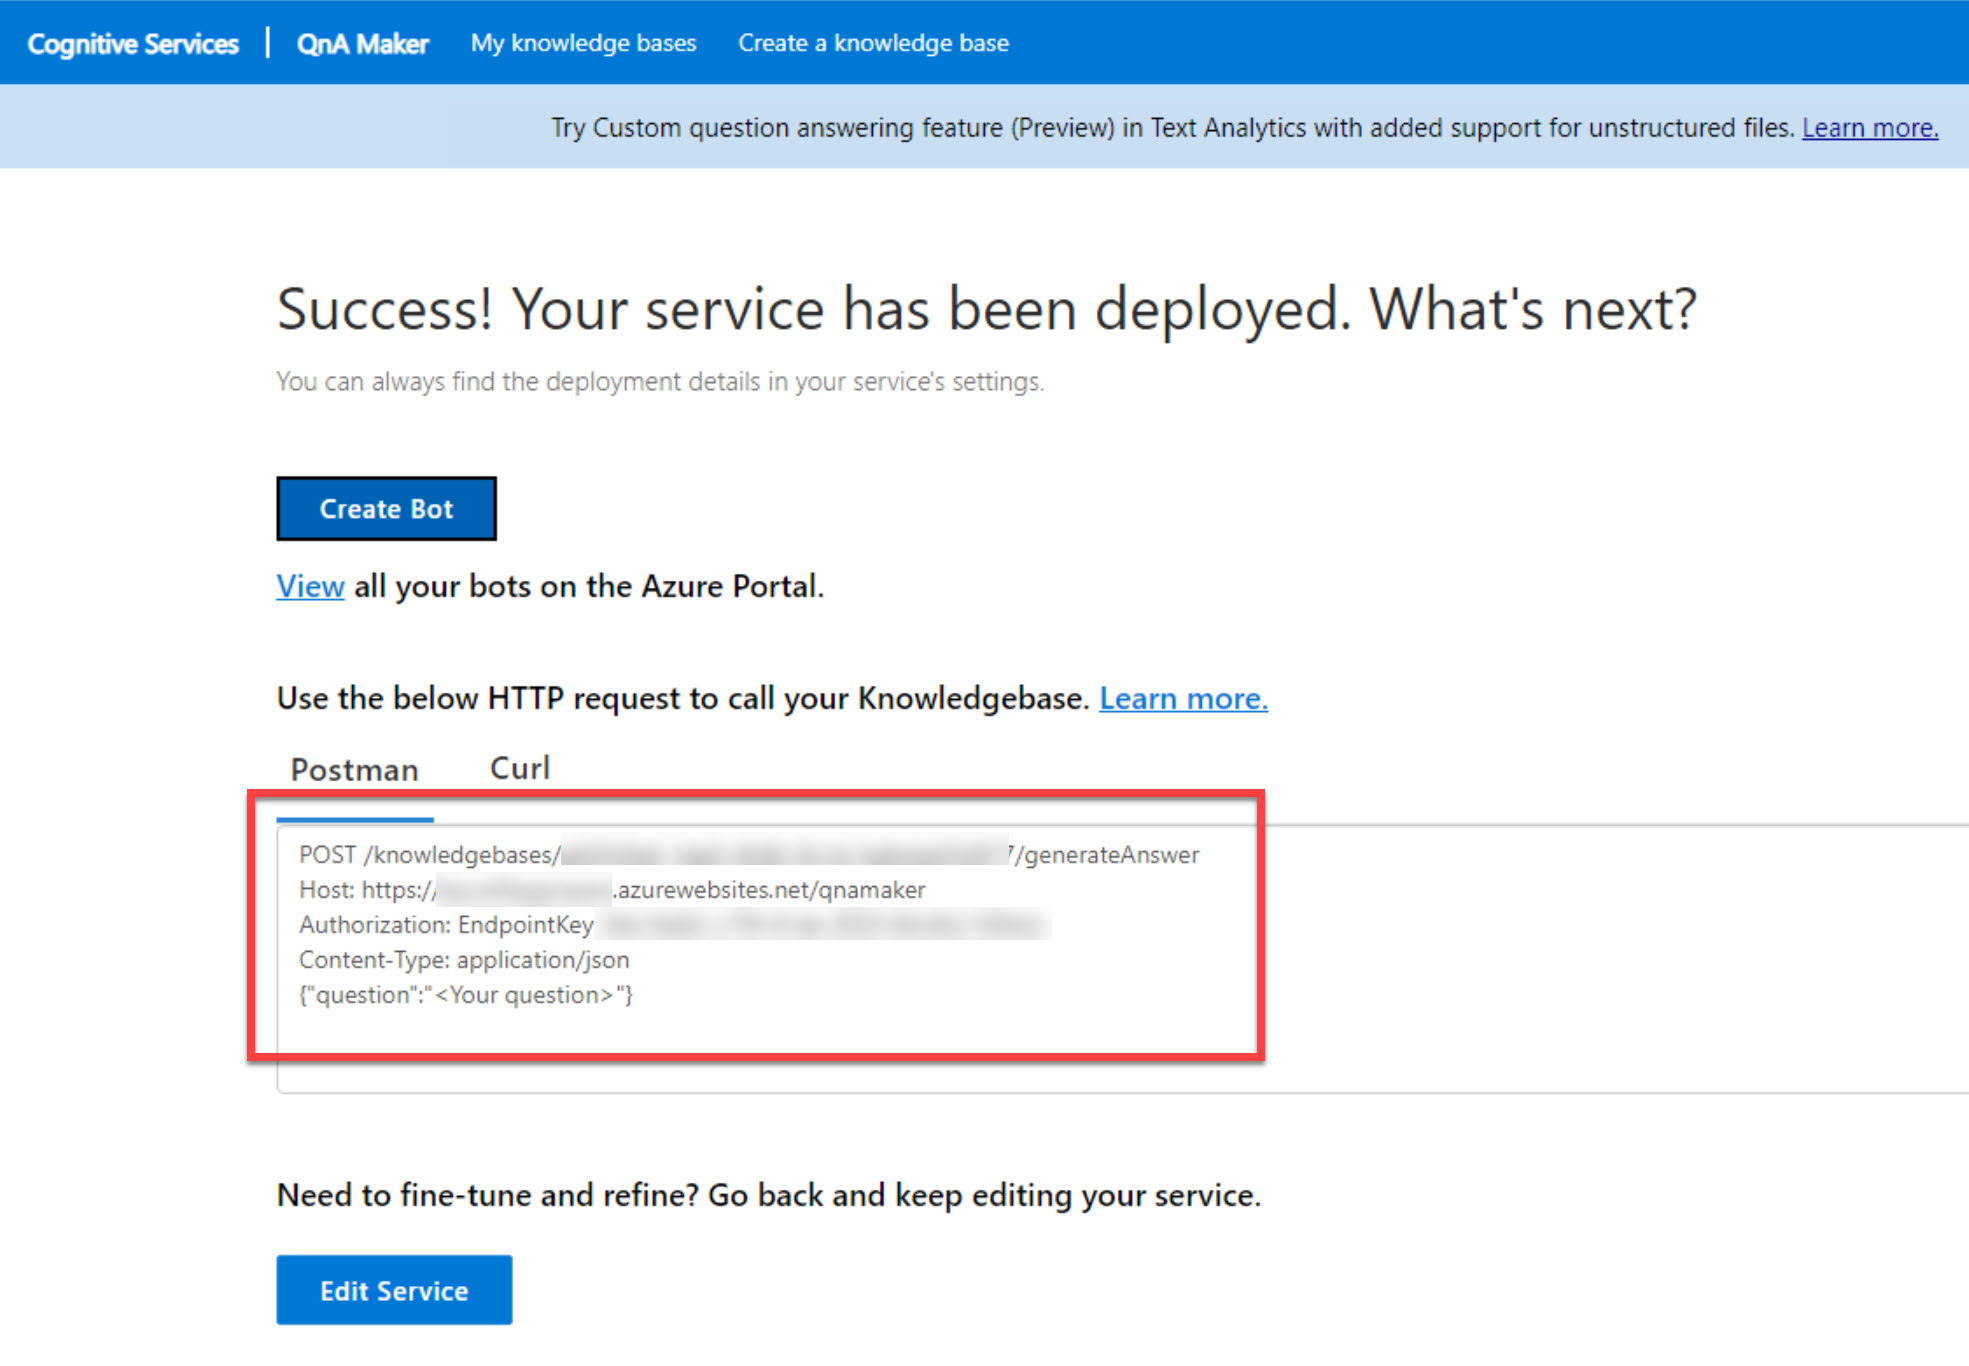 Cognitive Services | QnA Maker My knowledge bases Create a knowledge base
Try Custom question answering feature (Preview) in Text Analytics with added support for unstructured files. Learn more.
Success! Your service has been deployed. What's next?
You can always find the deployment details in your service's settings.
Create Bot
View all your bots on the Azure Portal.
Use the below HTTP request to call your Knowledgebase. Learn more.
Postman Curl
POST /knowledgebases/ 7/generateAnswer
Host: https:// .azurewebsites.net/qnamaker
Authorization: EndpointKey
Content-Type: application/json
{"question":"<Your question>"}
Need to fine-tune and refine? Go back and keep editing your service.
Edit Service